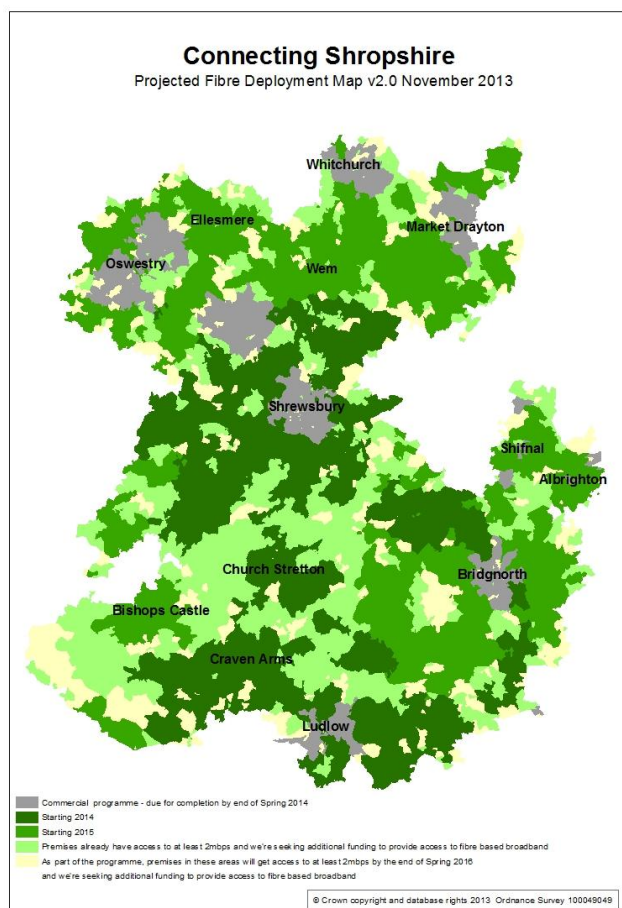 Connecting Shropshire
Projected Fibre Deployment Map v2.0 November 2013
Whitchurch
Ellesmere
Market Drayton
Oswestry
Wem
Shrewsbury
Shifnal
Albrighton
Church Stretton
Bridgnorth
Bishops Castle
Craven Arms
Ludlow
Commercial programme - due for completion by end of Spring 2014
Starting 2014
Starting 2015
Premises already have access to at least 2mbps and we're seeking additional funding to provide access to fibre based broadband
As part of the programme, premises in these areas will get access to at least 2mbps by the end of Spring 2016
and we're seeking additional funding to provide access to fibre based broadband
© Crown copyright and database rights 2013 Ordnance Survey 100049049